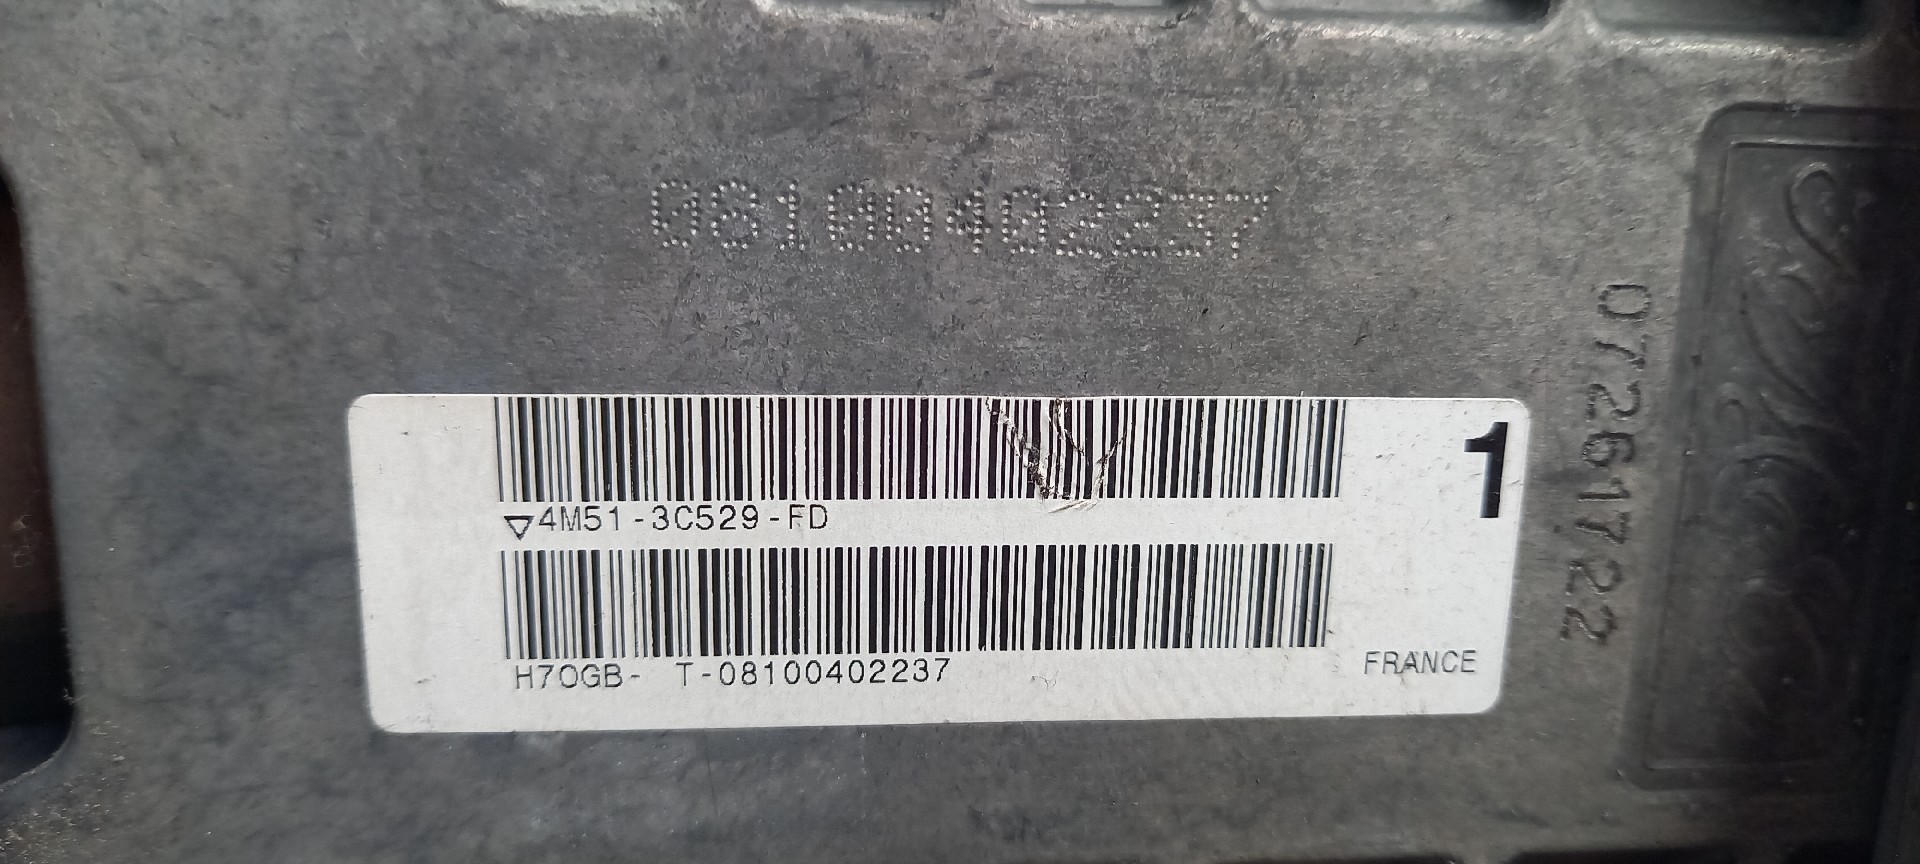 08100402237
07261722
1
▽4M51-3C529-FD
H7OGB- T-08100402237
FRANCE